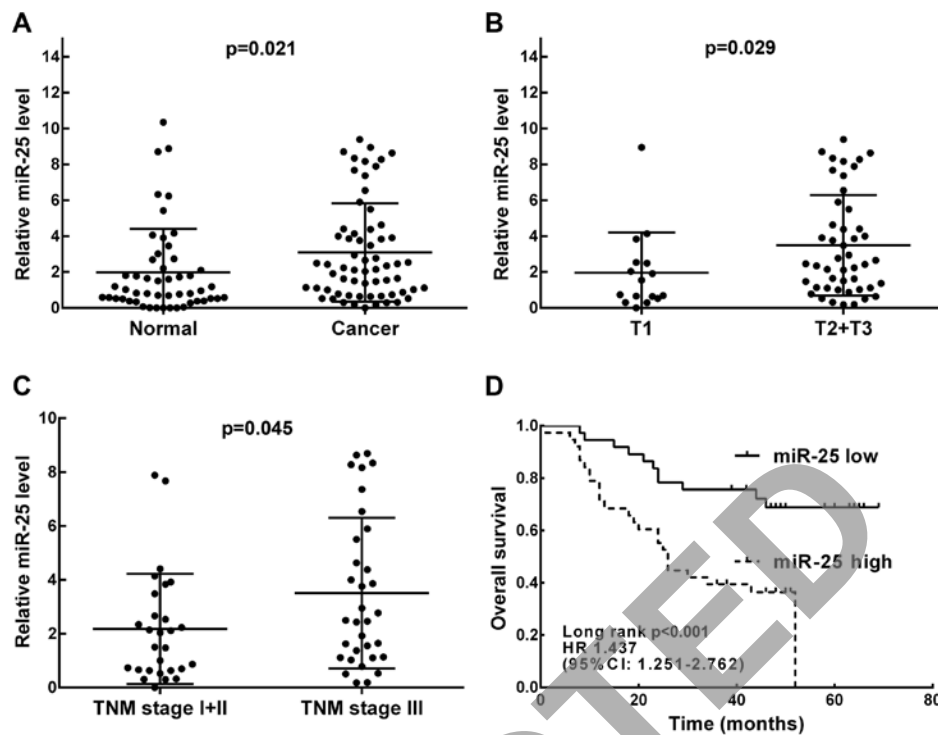 A
p=0.021
Relative miR-25 level
14
12
10
8
6
4
2
0
Normal
Cancer
B
p=0.029
Relative miR-25 level
14
12
10
8
6
4
2
0
T1
T2+T3
C
p=0.045
Relative miR-25 level
10
8
6
4
2
0
TNM stage I+II
TNM stage III
D
Overall survival
1.0
0.8
0.6
0.4
0.2
0.0
miR-25 low
miR-25 high
Long rank p<0.001
HR 1.437
(95%CI: 1.251-2.762)
0
20
40
60
80
Time (months)
TED